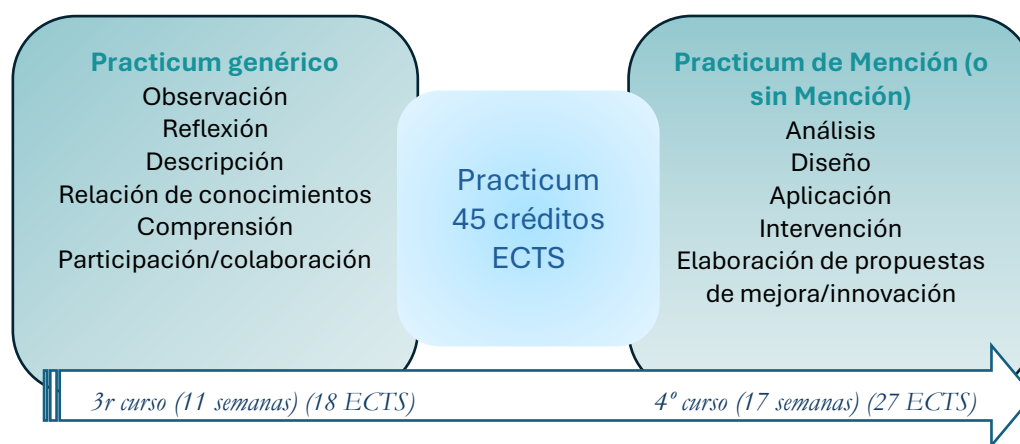 Practicum genérico
Observación
Reflexión
Descripción
Relación de conocimientos
Comprensión
Participación/colaboración
Practicum
45 créditos
ECTS
Practicum de Mención (o
sin Mención)
Análisis
Diseño
Aplicación
Intervención
Elaboración de propuestas
de mejora/innovación
3r curso (11 semanas) (18 ECTS)
4º curso (17 semanas) (27 ECTS)